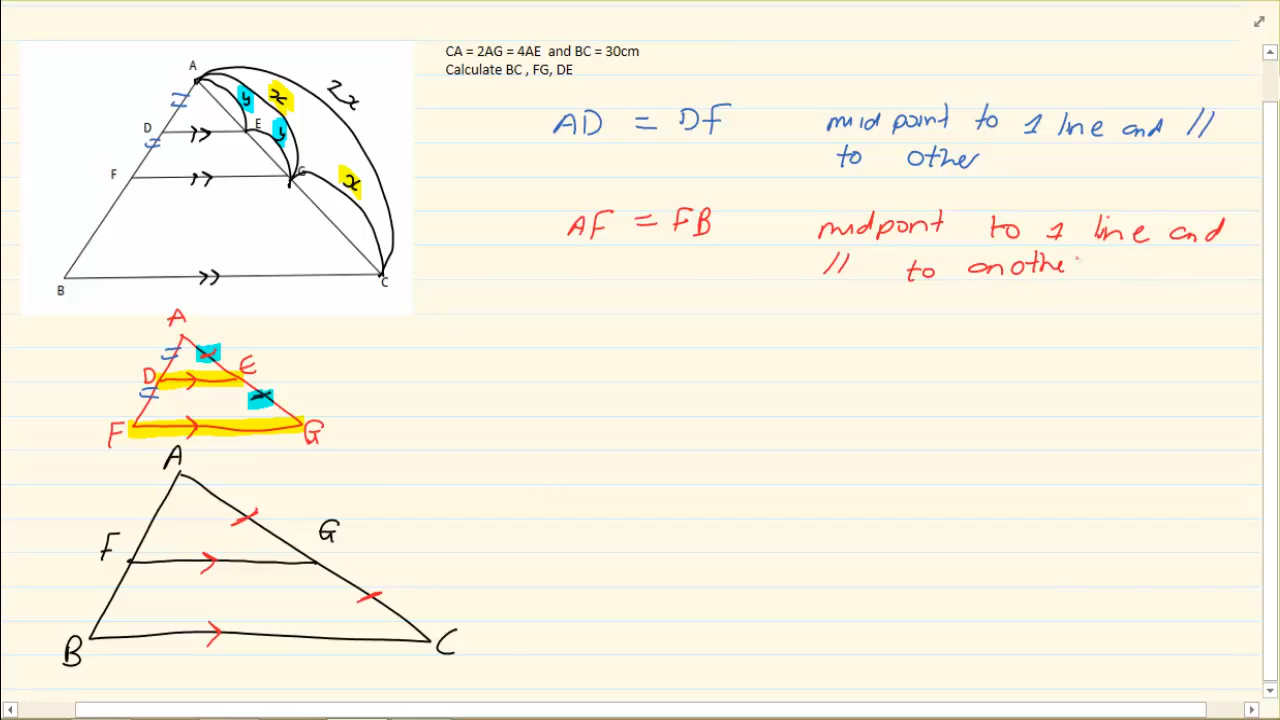 CA = 2AG = 4AE and BC = 30cm
Calculate BC , FG, DE
A
2x
y
x
D
E
y
F
G
x
B
C
AD = DF midpoint to 1 line and //
to other
AF = FB midpoint to 1 line and
// to anothe
A
D
E
F
G
A
F
G
B
C